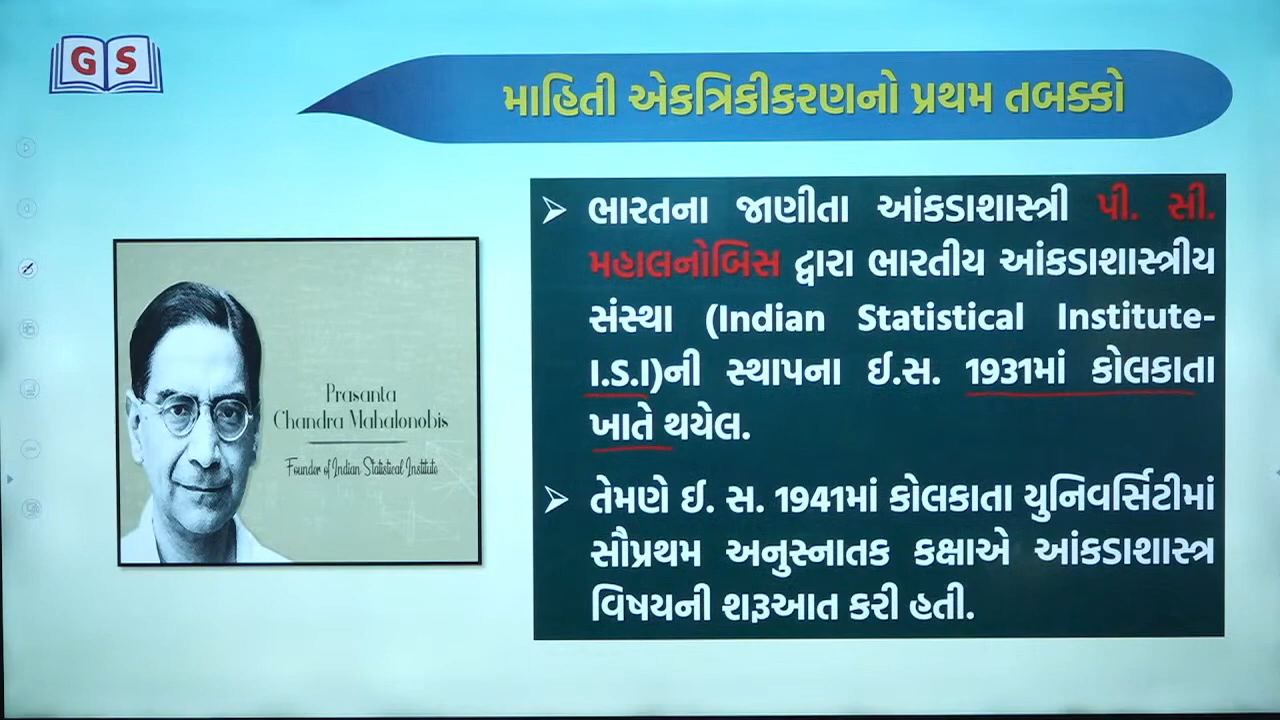 GS
માહિતી એકત્રિકીકરણનો પ્રથમ તબક્કો
ભારતના જાણીતા આંકડાશાસ્ત્રી પી. સી.
મહાલનોબિસ દ્વારા ભારતીય આંકડાશાસ્ત્રીય
સંસ્થા (Indian Statistical Institute-
I.S.I)ની સ્થાપના ઈ.સ. 1931માં કોલકાતા
ખાતે થયેલ.
તેમણે ઈ. સ. 1941માં કોલકાતા યુનિવર્સિટીમાં
સૌપ્રથમ અનુસ્નાતક કક્ષાએ આંકડાશાસ્ત્ર
વિષયની શરૂઆત કરી હતી.
Prasanta
Chandra Mahalonobis
Founder of Indian Statistical Institute